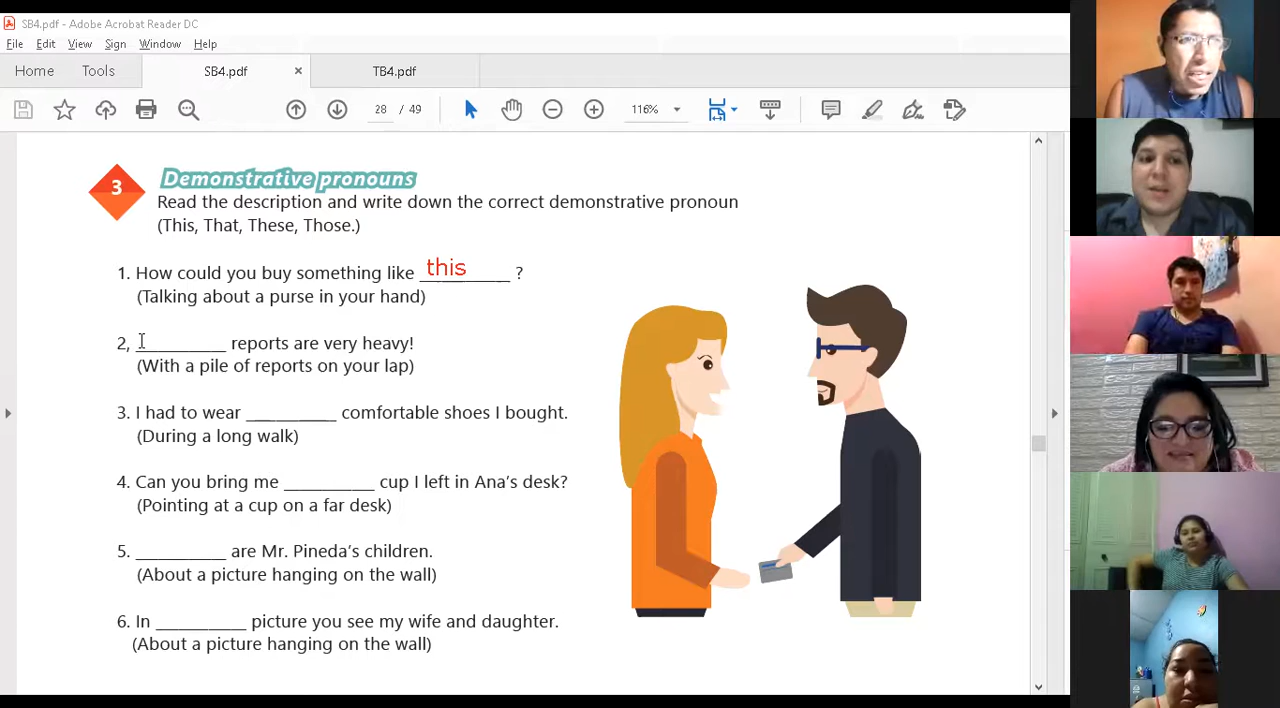 SB4.pdf - Adobe Acrobat Reader DC
File Edit View Sign Window Help
Home Tools SB4.pdf × TB4.pdf
28 / 49 116%
3 Demonstrative pronouns
Read the description and write down the correct demonstrative pronoun
(This, That, These, Those.)
1. How could you buy something like this__________ ?
(Talking about a purse in your hand)
2, __________ reports are very heavy!
(With a pile of reports on your lap)
3. I had to wear __________ comfortable shoes I bought.
(During a long walk)
4. Can you bring me __________ cup I left in Ana's desk?
(Pointing at a cup on a far desk)
5. __________ are Mr. Pineda's children.
(About a picture hanging on the wall)
6. In __________ picture you see my wife and daughter.
(About a picture hanging on the wall)